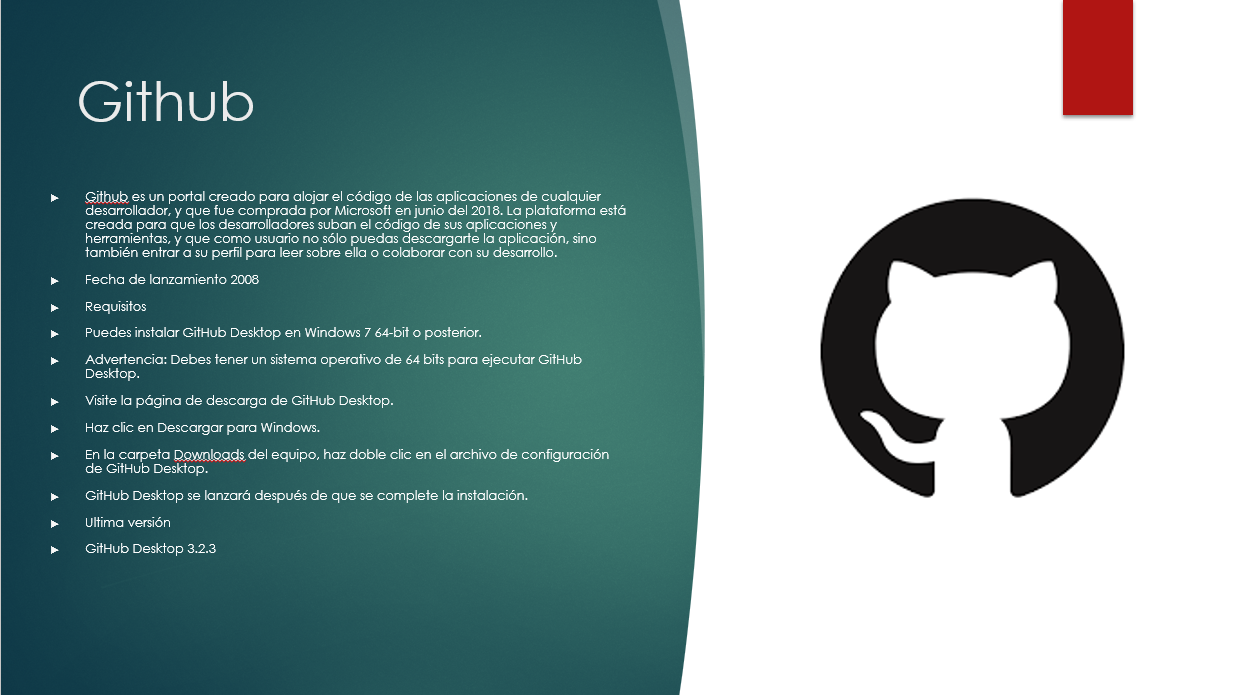 Github
Github es un portal creado para alojar el código de las aplicaciones de cualquier
desarrollador, y que fue comprada por Microsoft en junio del 2018. La plataforma está
creada para que los desarrolladores suban el código de sus aplicaciones y
herramientas, y que como usuario no sólo puedas descargarte la aplicación, sino
también entrar a su perfil para leer sobre ella o colaborar con su desarrollo.
Fecha de lanzamiento 2008
Requisitos
Puedes instalar GitHub Desktop en Windows 7 64-bit o posterior.
Advertencia: Debes tener un sistema operativo de 64 bits para ejecutar GitHub
Desktop.
Visite la página de descarga de GitHub Desktop.
Haz clic en Descargar para Windows.
En la carpeta Downloads del equipo, haz doble clic en el archivo de configuración
de GitHub Desktop.
GitHub Desktop se lanzará después de que se complete la instalación.
Ultima versión
GitHub Desktop 3.2.3